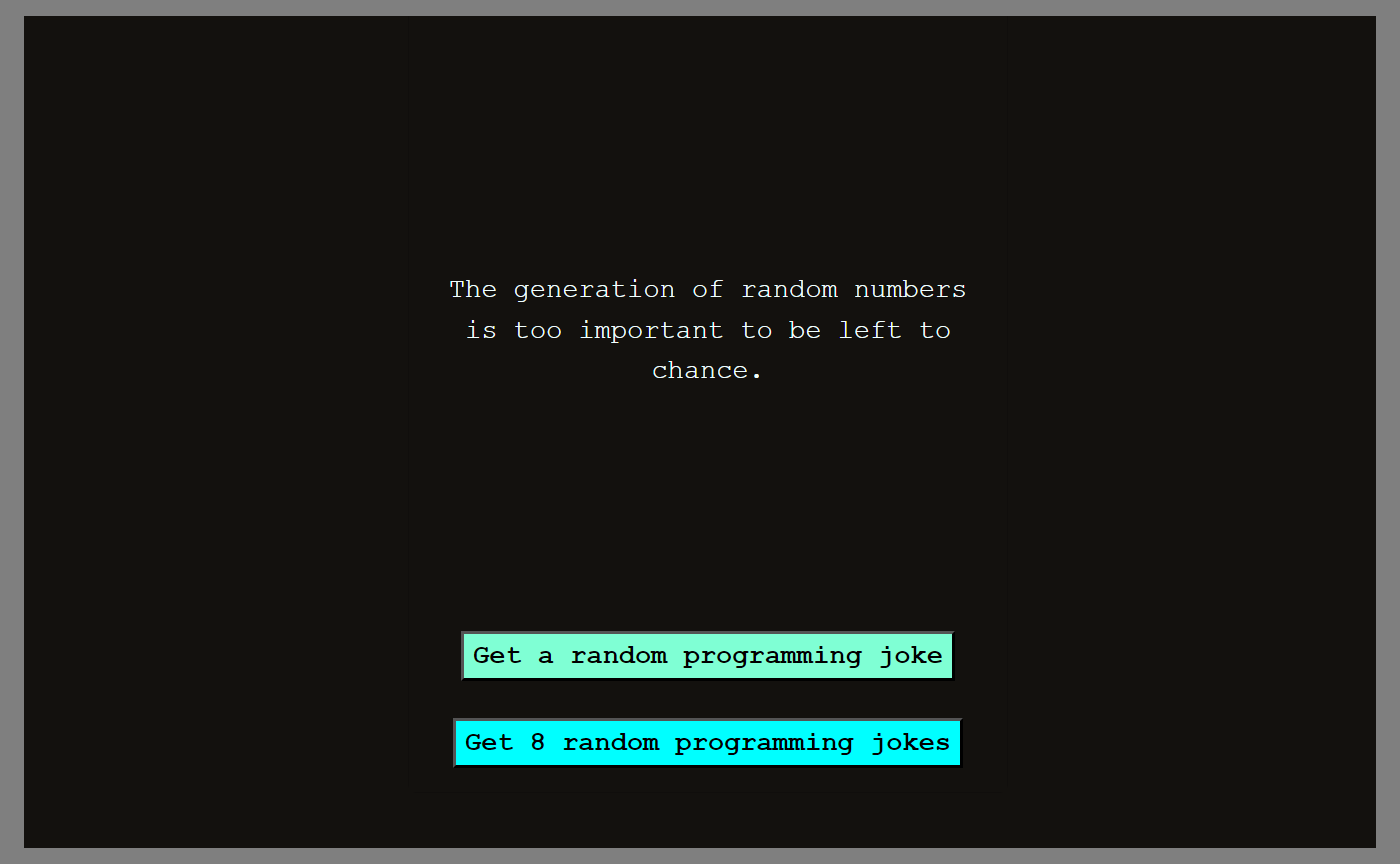 The generation of random numbers
is too important to be left to
chance.
Get a random programming joke
Get 8 random programming jokes